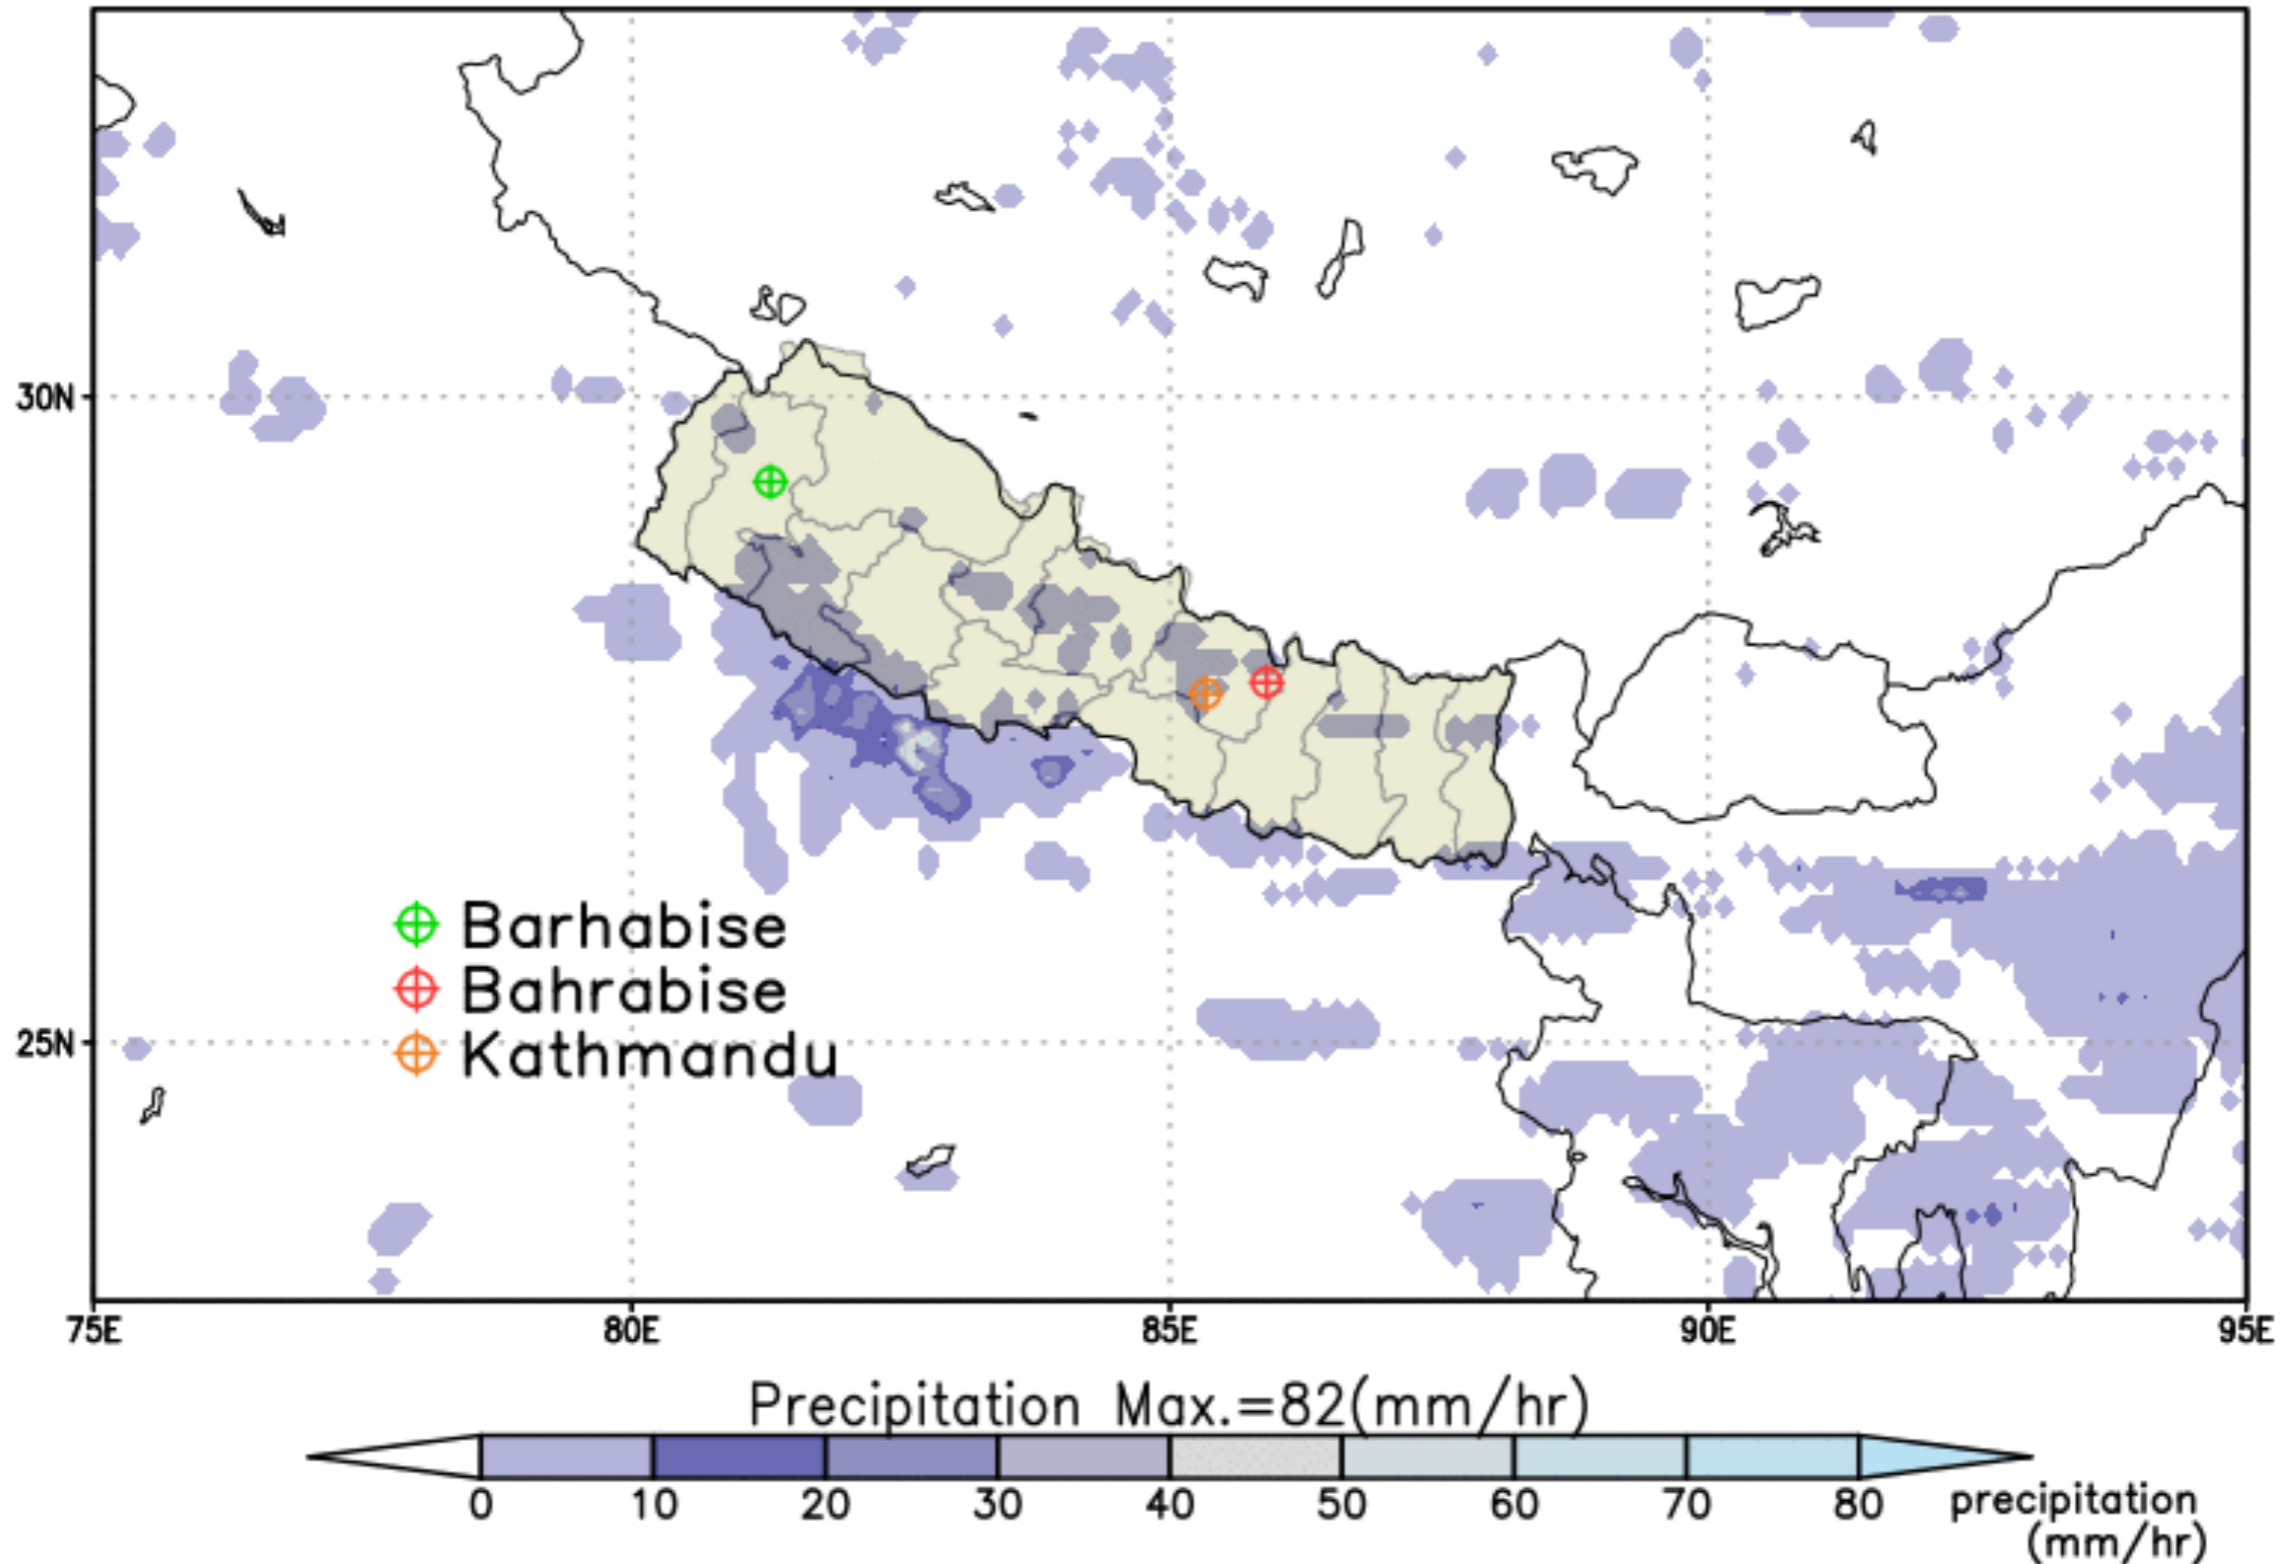 30N
Barhabise
Bahrabise
25N
Kathmandu
75E 80E 85E 90E 95E
Precipitation Max.=82(mm/hr)
0 10 20 30 40 50 60 70 80 precipitation
(mm/hr)